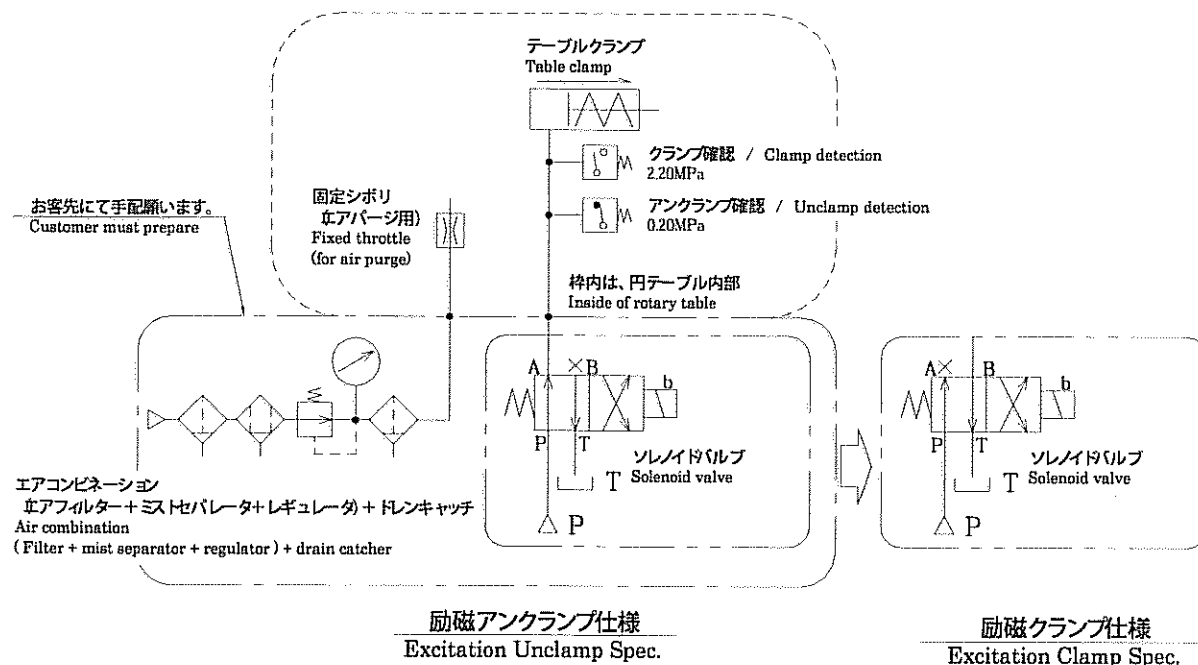 テーブルクランプ
Table clamp
クランプ確認 / Clamp detection
2.20MPa
アンクランプ確認 / Unclamp detection
0.20MPa
固定シボリ
(エアパージ用)
Fixed throttle
(for air purge)
お客先にて手配願います。
Customer must prepare
枠内は、円テーブル内部
Inside of rotary table
A
B
b
P
T
ソレノイドバルブ
Solenoid valve
T
P
エアコンビネーション
(エアフィルター+ミストセパレータ+レギュレータ)+ドレンキャッチ
Air combination
( Filter + mist separator + regulator ) + drain catcher
励磁アンクランプ仕様
Excitation Unclamp Spec.
A
B
b
P
T
ソレノイドバルブ
Solenoid valve
T
P
励磁クランプ仕様
Excitation Clamp Spec.